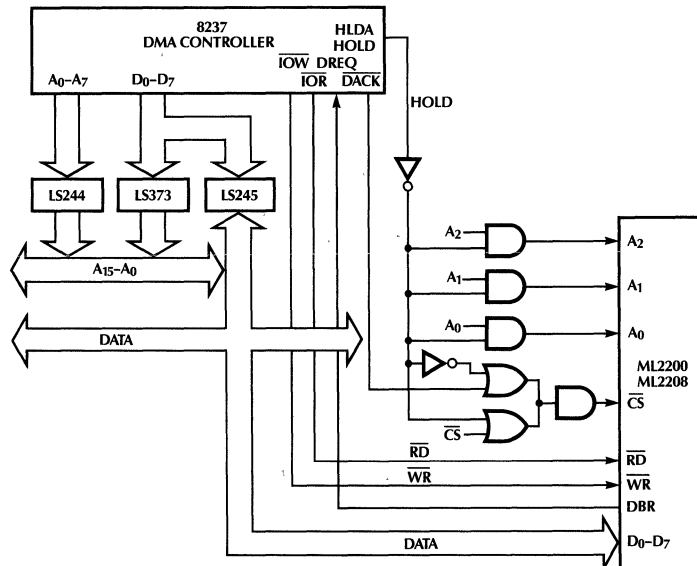 8237
DMA CONTROLLER
HLDA
HOLD
IOW DREQ
IOR DACK
A0–A7
D0–D7
HOLD
LS244
LS373
LS245
A2
A2
A15–A0
A1
A1
A0
A0
DATA
ML2200
ML2208
CS
CS
RD
RD
WR
WR
DBR
DATA
D0–D7